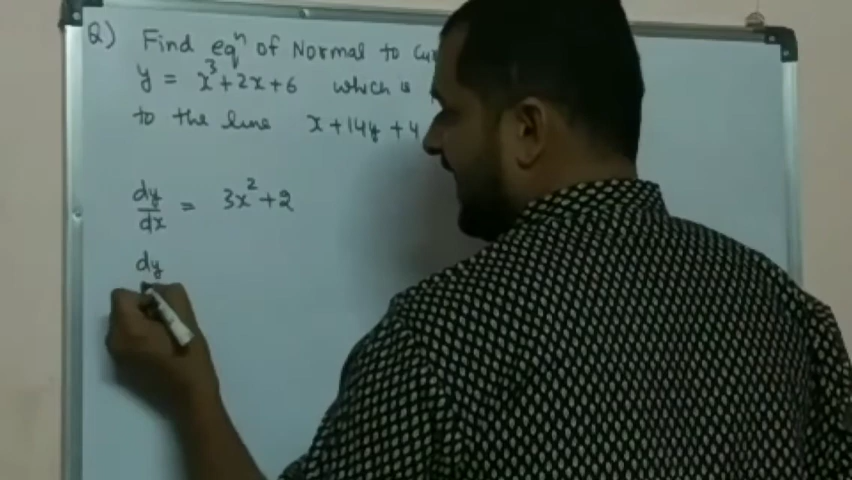 Q) Find eqⁿ of Normal to Cur
y = x³+2x+6 which is
to the line x+14y+4
dy/dx = 3x²+2
dy